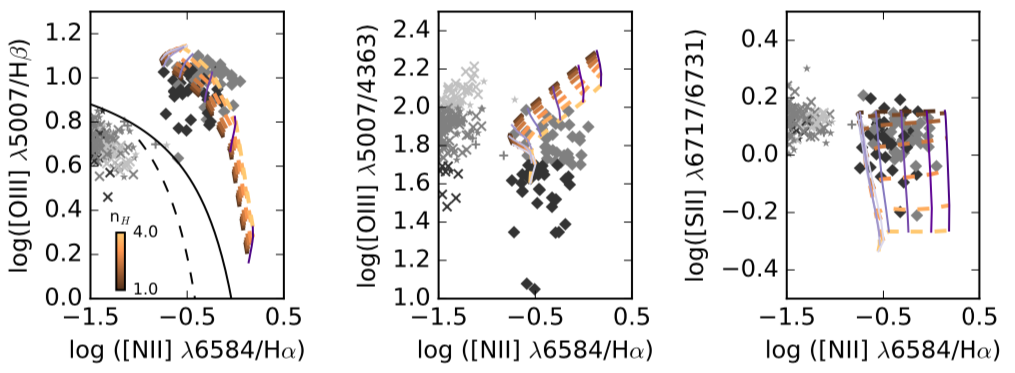 log([OIII] λ5007/Hβ)
1.2
1.0
0.8
0.6
0.4
0.2
0.0
n_H
4.0
1.0
−1.5 −0.5 0.5
log ([NII] λ6584/Hα)
log([OIII] λ5007/4363)
2.4
2.2
2.0
1.8
1.6
1.4
1.2
1.0
−1.5 −0.5 0.5
log ([NII] λ6584/Hα)
log([SII] λ6717/6731)
0.4
0.2
0.0
−0.2
−0.4
−1.5 −0.5 0.5
log ([NII] λ6584/Hα)